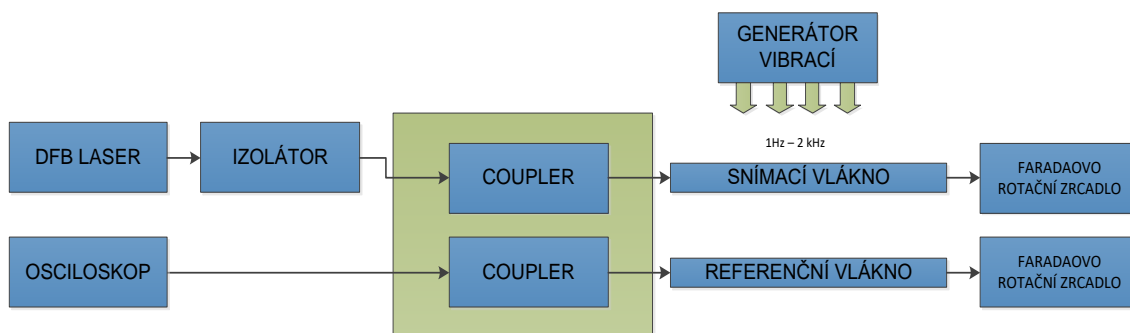 GENERÁTOR
VIBRACÍ
1Hz – 2 kHz
DFB LASER
IZOLÁTOR
COUPLER
SNÍMACÍ VLÁKNO
FARADAOVO
ROTAČNÍ ZRCADLO
OSCILOSKOP
COUPLER
REFERENČNÍ VLÁKNO
FARADAOVO
ROTAČNÍ ZRCADLO